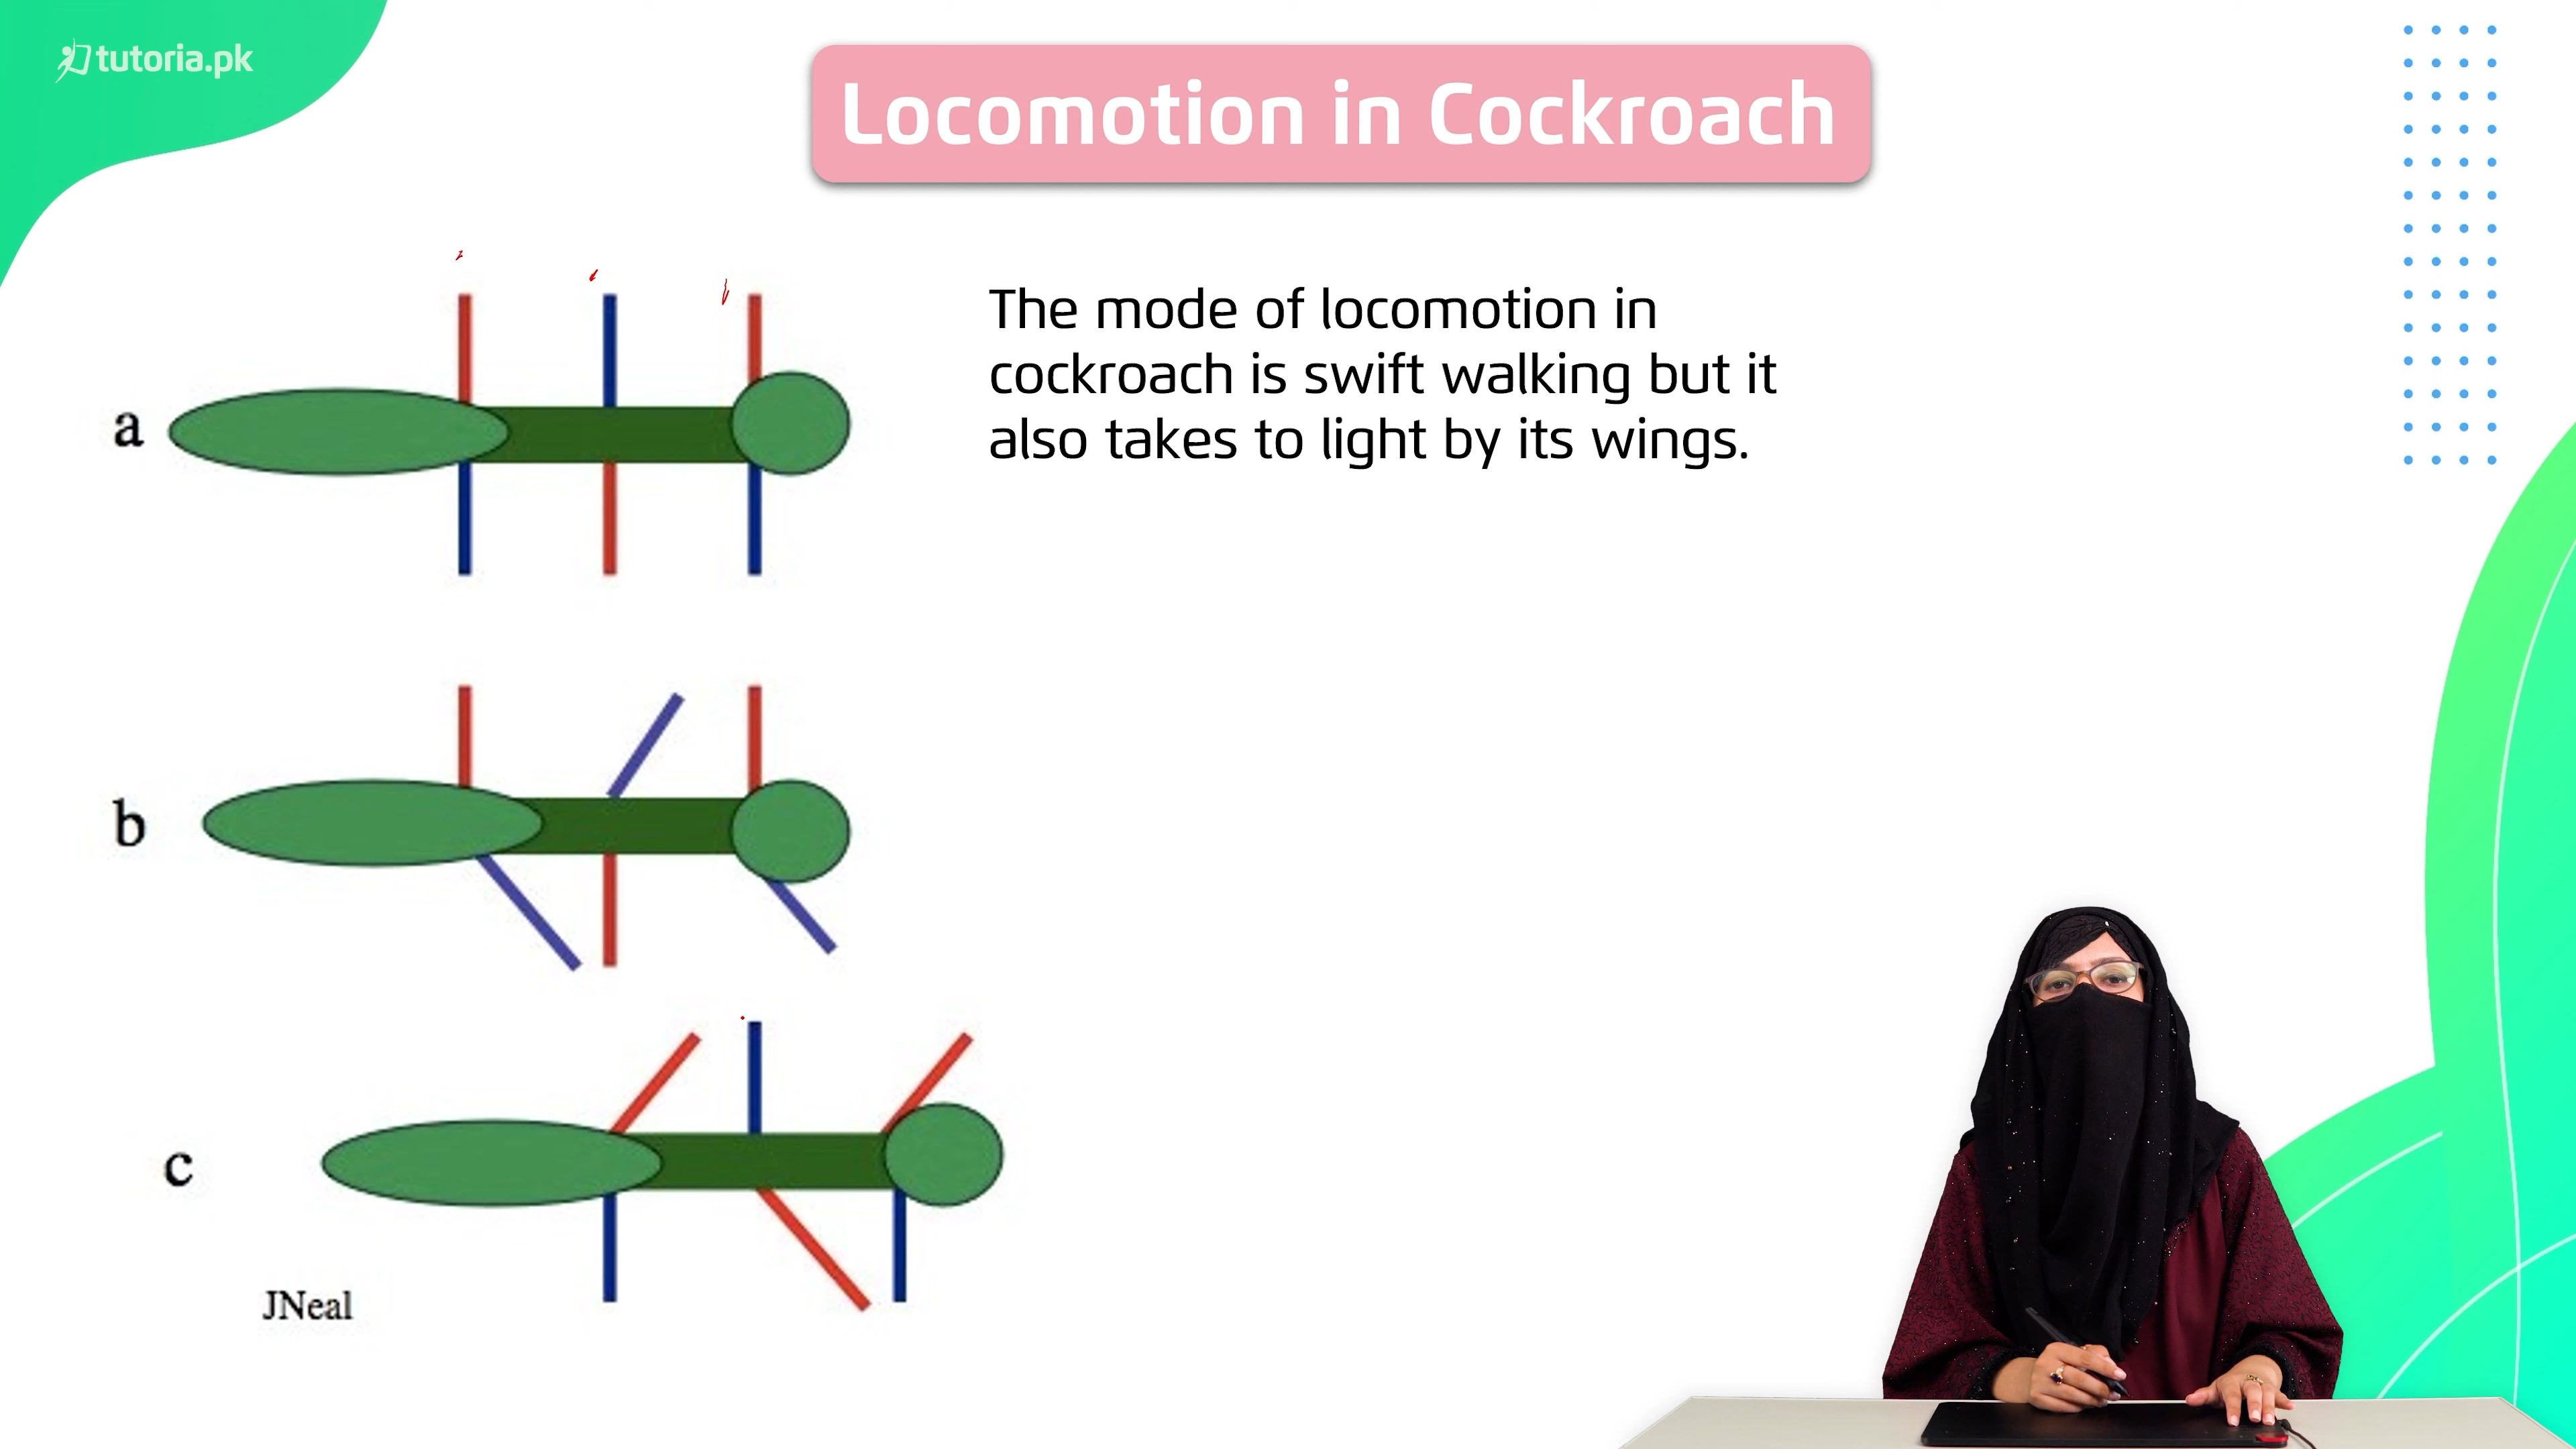 tutoria.pk
Locomotion in Cockroach
The mode of locomotion in
cockroach is swift walking but it
also takes to light by its wings.
a
b
c
JNeal